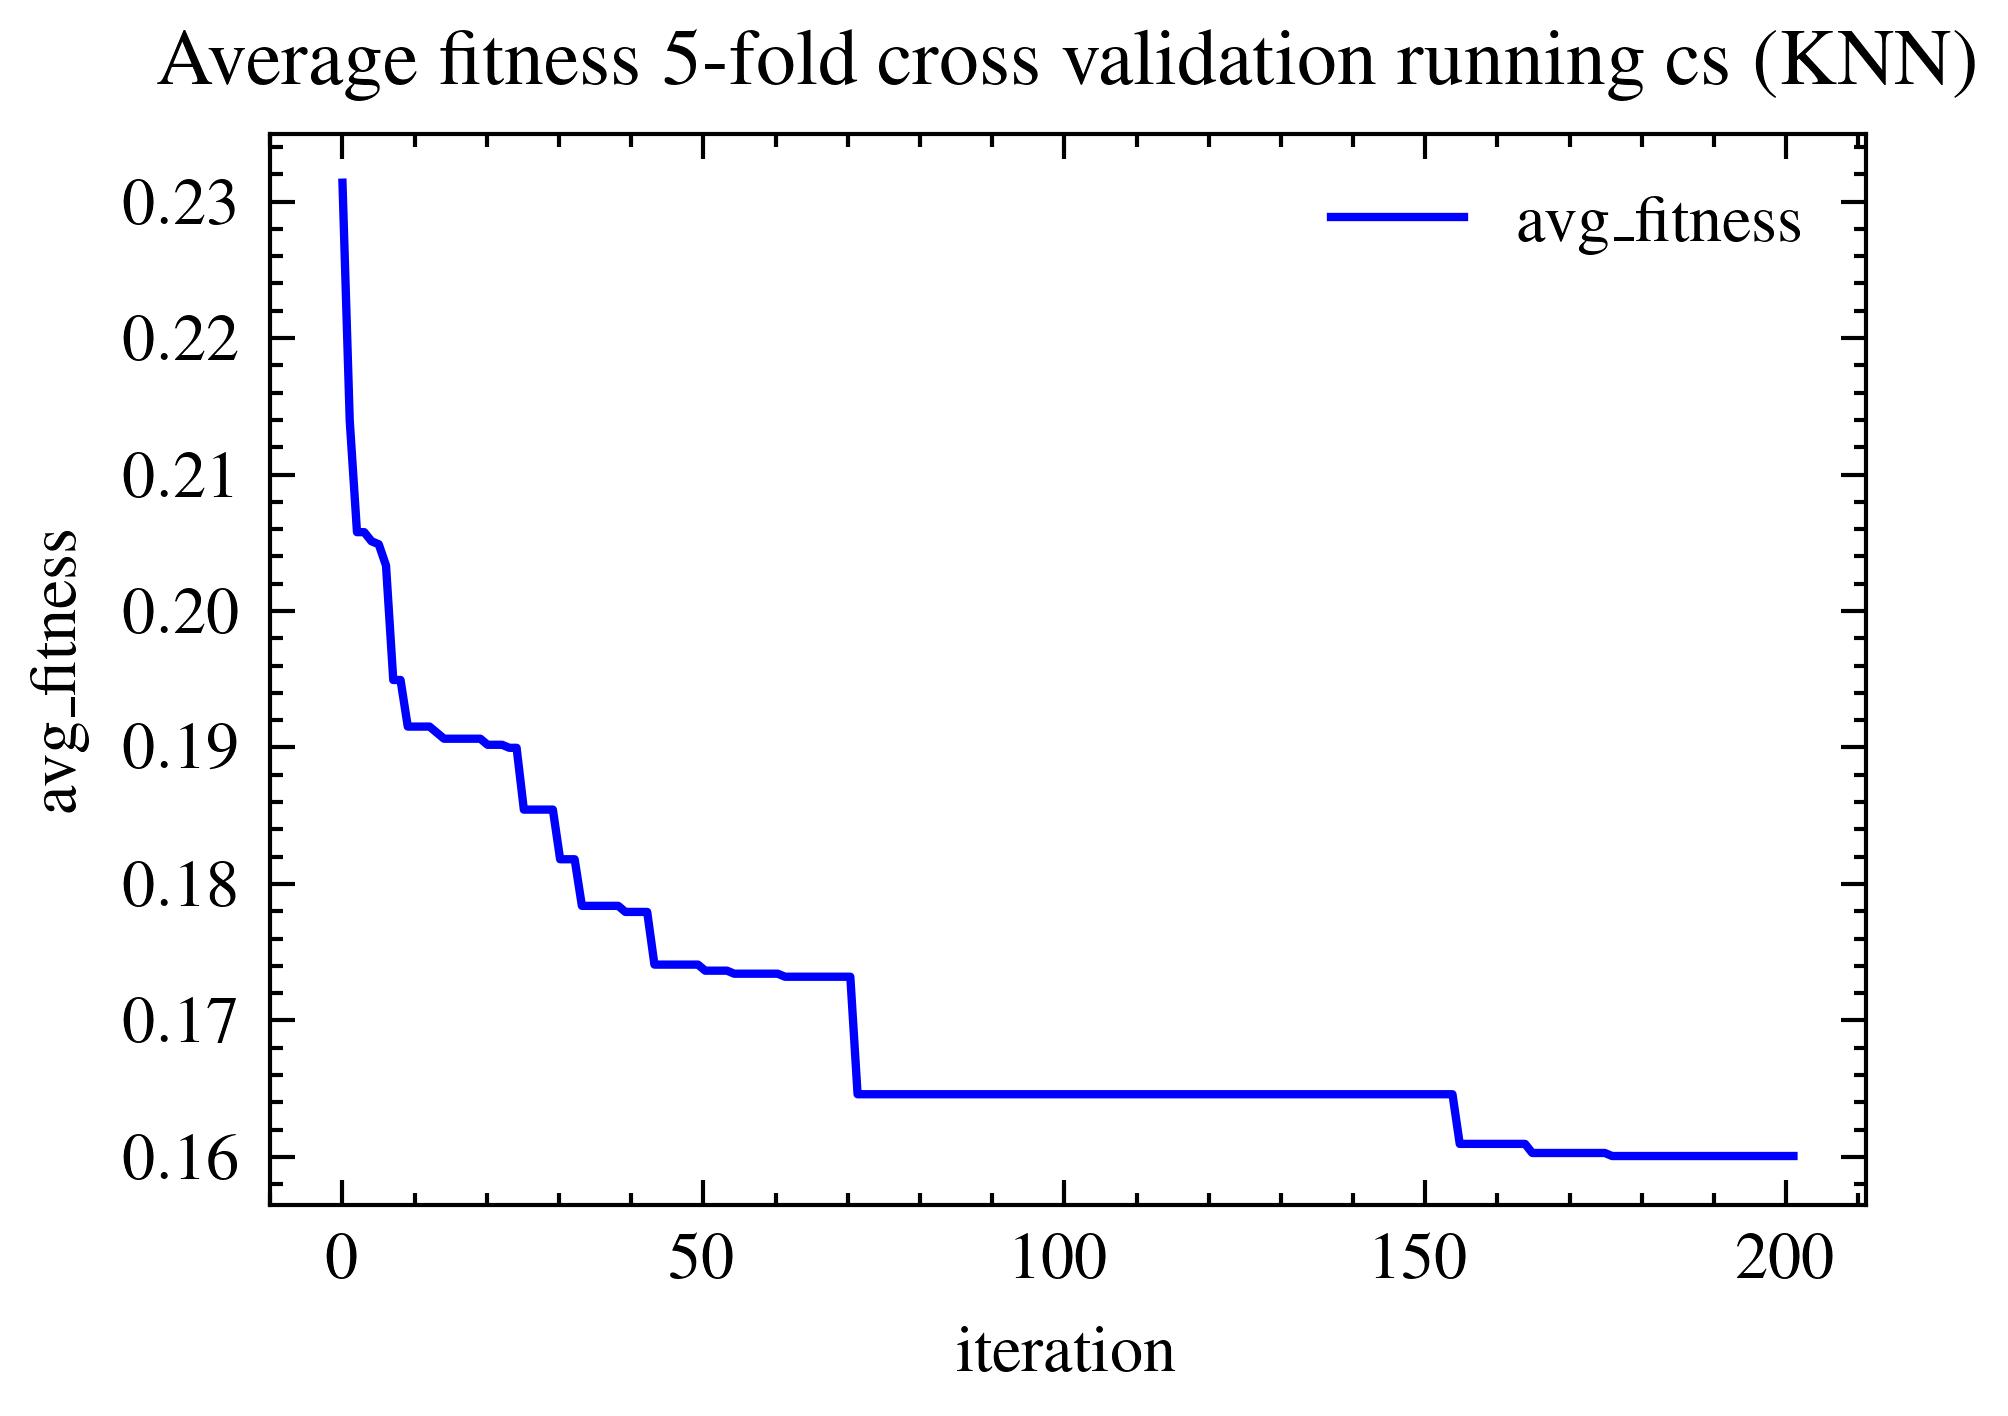 Average fitness 5-fold cross validation running cs (KNN)
avg_fitness
0.23
0.22
0.21
0.20
0.19
0.18
0.17
0.16
avg_fitness
0 50 100 150 200
iteration